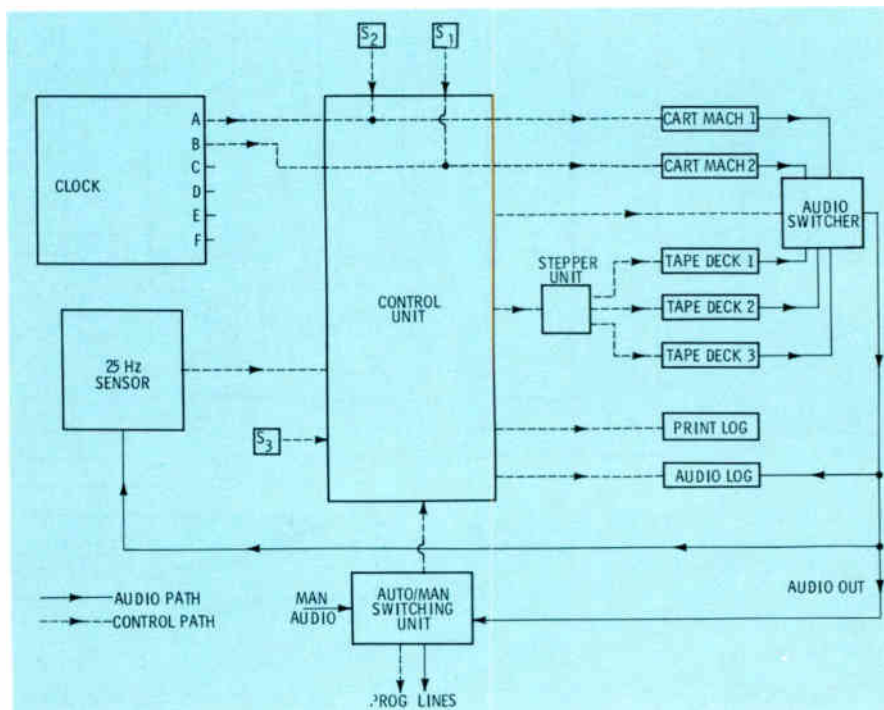 S2
S1
A
B
C
D
E
F
CLOCK
CART MACH 1
CART MACH 2
AUDIO
SWITCHER
STEPPER
UNIT
TAPE DECK 1
TAPE DECK 2
TAPE DECK 3
CONTROL
UNIT
25 Hz
SENSOR
S3
PRINT LOG
AUDIO LOG
AUDIO PATH
CONTROL PATH
MAN
AUDIO
AUTO/MAN
SWITCHING
UNIT
AUDIO OUT
PROG LINES